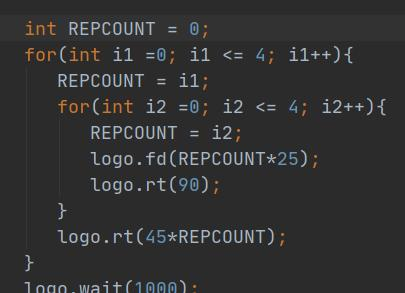 int REPCOUNT = 0;
for(int i1 =0; i1 <= 4; i1++){
REPCOUNT = i1;
for(int i2 =0; i2 <= 4; i2++){
REPCOUNT = i2;
logo.fd(REPCOUNT*25);
logo.rt(90);
}
logo.rt(45*REPCOUNT);
}
logo.wait(1000);